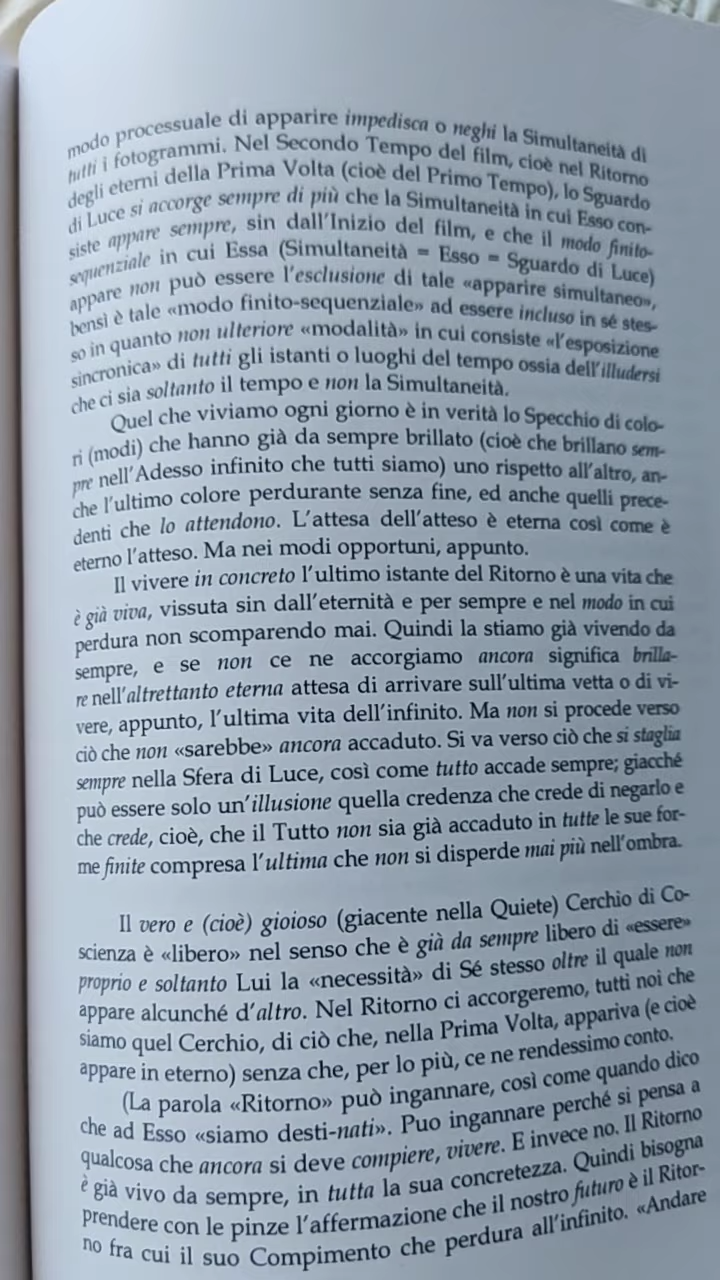 modo processuale di apparire impedisca o neghi la Simultaneità di
tutti i fotogrammi. Nel Secondo Tempo del film, cioè nel Ritorno
degli eterni della Prima Volta (cioè del Primo Tempo), lo Sguardo
di Luce si accorge sempre di più che la Simultaneità in cui Esso con-
siste appare sempre, sin dall'Inizio del film, e che il modo finito-
sequenziale in cui Essa (Simultaneità = Esso = Sguardo di Luce)
appare non può essere l'esclusione di tale «apparire simultaneo»,
bensì è tale «modo finito-sequenziale» ad essere incluso in sé stes-
so in quanto non ulteriore «modalità» in cui consiste «l'esposizione
sincronica» di tutti gli istanti o luoghi del tempo ossia dell'illudersi
che ci sia soltanto il tempo e non la Simultaneità.
Quel che viviamo ogni giorno è in verità lo Specchio di colo-
ri (modi) che hanno già da sempre brillato (cioè che brillano sem-
pre nell'Adesso infinito che tutti siamo) uno rispetto all'altro, an-
che l'ultimo colore perdurante senza fine, ed anche quelli prece-
denti che lo attendono. L'attesa dell'atteso è eterna così come è
eterno l'atteso. Ma nei modi opportuni, appunto.
Il vivere in concreto l'ultimo istante del Ritorno è una vita che
è già viva, vissuta sin dall'eternità e per sempre e nel modo in cui
perdura non scomparendo mai. Quindi la stiamo già vivendo da
sempre, e se non ce ne accorgiamo ancora significa brilla-
re nell'altrettanto eterna attesa di arrivare sull'ultima vetta o di vi-
vere, appunto, l'ultima vita dell'infinito. Ma non si procede verso
ciò che non «sarebbe» ancora accaduto. Si va verso ciò che si staglia
sempre nella Sfera di Luce, così come tutto accade sempre; giacché
può essere solo un'illusione quella credenza che crede di negarlo e
che crede, cioè, che il Tutto non sia già accaduto in tutte le sue for-
me finite compresa l'ultima che non si disperde mai più nell'ombra.
Il vero e (cioè) gioioso (giacente nella Quiete) Cerchio di Co-
scienza è «libero» nel senso che è già da sempre libero di «essere»
proprio e soltanto Lui la «necessità» di Sé stesso oltre il quale non
appare alcunché d'altro. Nel Ritorno ci accorgeremo, tutti noi che
siamo quel Cerchio, di ciò che, nella Prima Volta, appariva (e cioè
appare in eterno) senza che, per lo più, ce ne rendessimo conto.
(La parola «Ritorno» può ingannare, così come quando dico
che ad Esso «siamo desti-nati». Puo ingannare perché si pensa a
qualcosa che ancora si deve compiere, vivere. E invece no. Il Ritorno
è già vivo da sempre, in tutta la sua concretezza. Quindi bisogna
prendere con le pinze l'affermazione che il nostro futuro è il Ritor-
no fra cui il suo Compimento che perdura all'infinito. «Andare